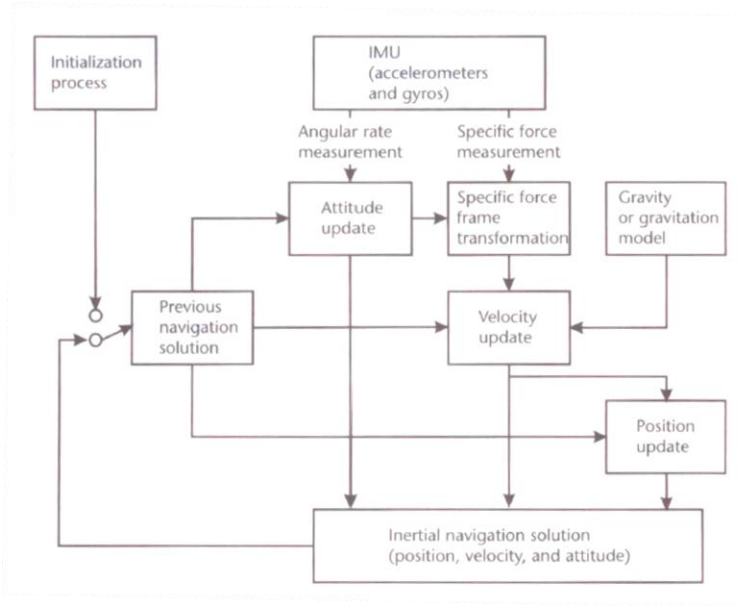 Initialization
process
IMU
(accelerometers
and gyros)
Angular rate
measurement
Specific force
measurement
Attitude
update
Specific force
frame
transformation
Gravity
or gravitation
model
Previous
navigation
solution
Velocity
update
Position
update
Inertial navigation solution
(position, velocity, and attitude)